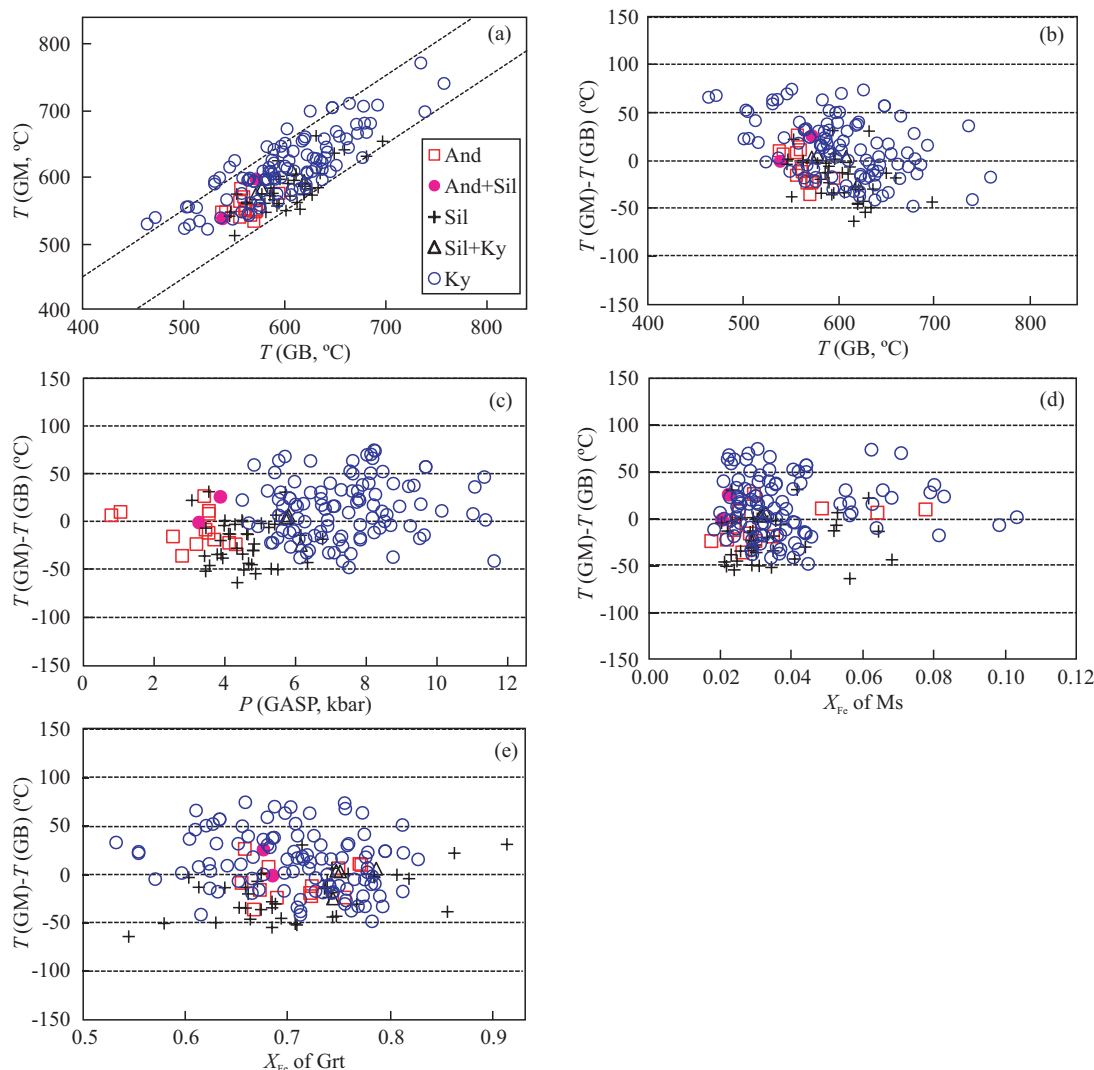 (a)
T (GM, ºC)
800
700
600
500
400
400 500 600 700 800
T (GB, ºC)
And
And+Sil
Sil
Sil+Ky
Ky
(b)
T (GM)-T (GB) (ºC)
150
100
50
0
-50
-100
-150
400 500 600 700 800
T (GB, ºC)
(c)
T (GM)-T (GB) (ºC)
150
100
50
0
-50
-100
-150
0 2 4 6 8 10 12
P (GASP, kbar)
(d)
T (GM)-T (GB) (ºC)
150
100
50
0
-50
-100
-150
0.00 0.02 0.04 0.06 0.08 0.10 0.12
XFe of Ms
(e)
T (GM)-T (GB) (ºC)
150
100
50
0
-50
-100
-150
0.5 0.6 0.7 0.8 0.9
XFe of Grt